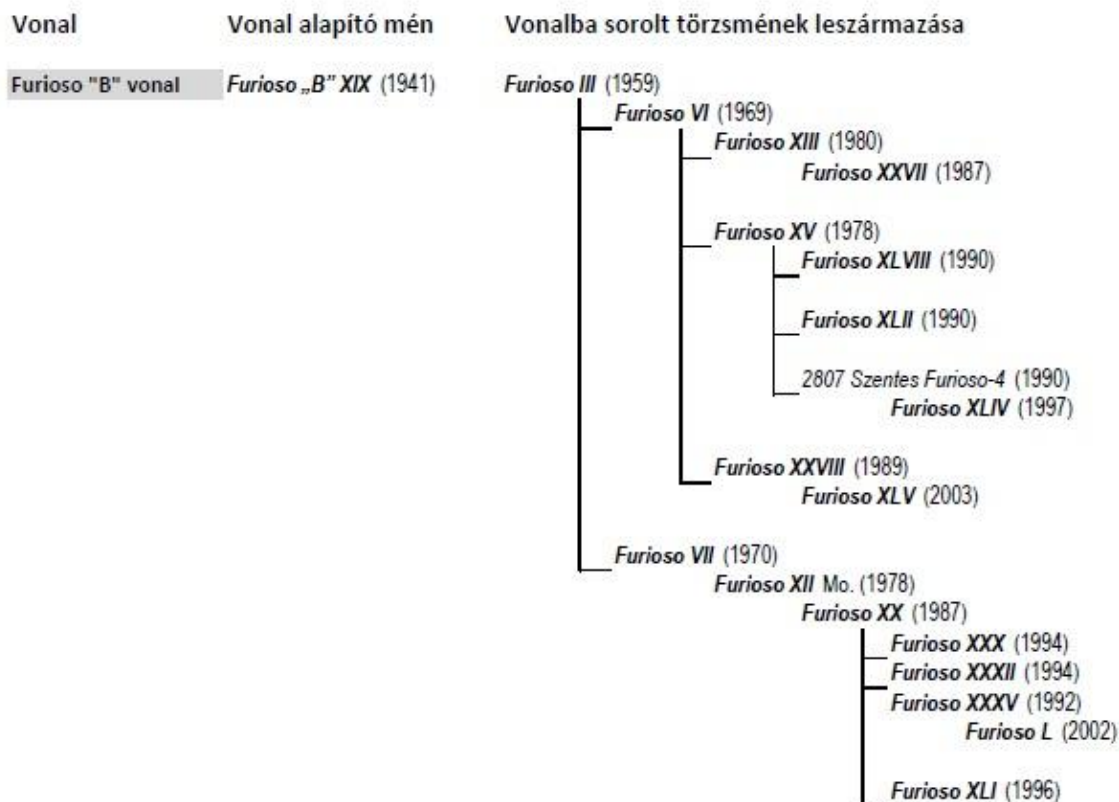 Vonal Vonal alapító mén Vonalba sorolt törzsmének leszármazása
Furioso "B" vonal Furioso „B” XIX (1941) Furioso III (1959)
Furioso VI (1969)
Furioso XIII (1980)
Furioso XXVII (1987)
Furioso XV (1978)
Furioso XLVIII (1990)
Furioso XLII (1990)
2807 Szentes Furioso-4 (1990)
Furioso XLIV (1997)
Furioso XXVIII (1989)
Furioso XLV (2003)
Furioso VII (1970)
Furioso XII Mo. (1978)
Furioso XX (1987)
Furioso XXX (1994)
Furioso XXXII (1994)
Furioso XXXV (1992)
Furioso L (2002)
Furioso XLI (1996)